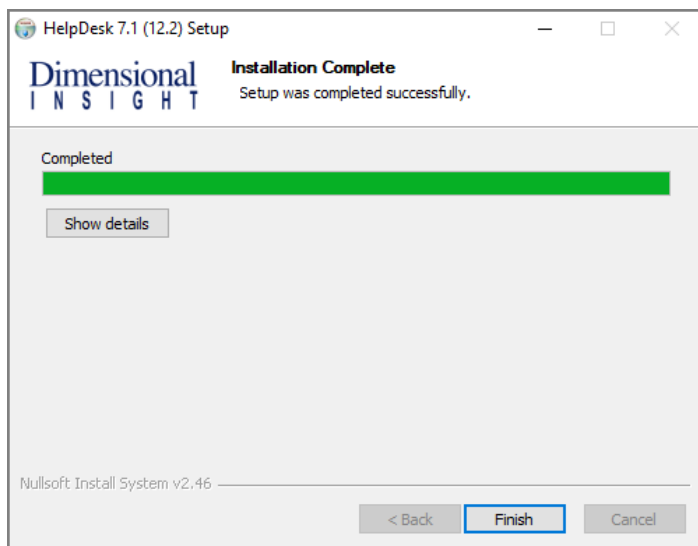 HelpDesk 7.1 (12.2) Setup
Dimensional
INSIGHT
Installation Complete
Setup was completed successfully.
Completed
Show details
Nullsoft Install System v2.46
< Back
Finish
Cancel